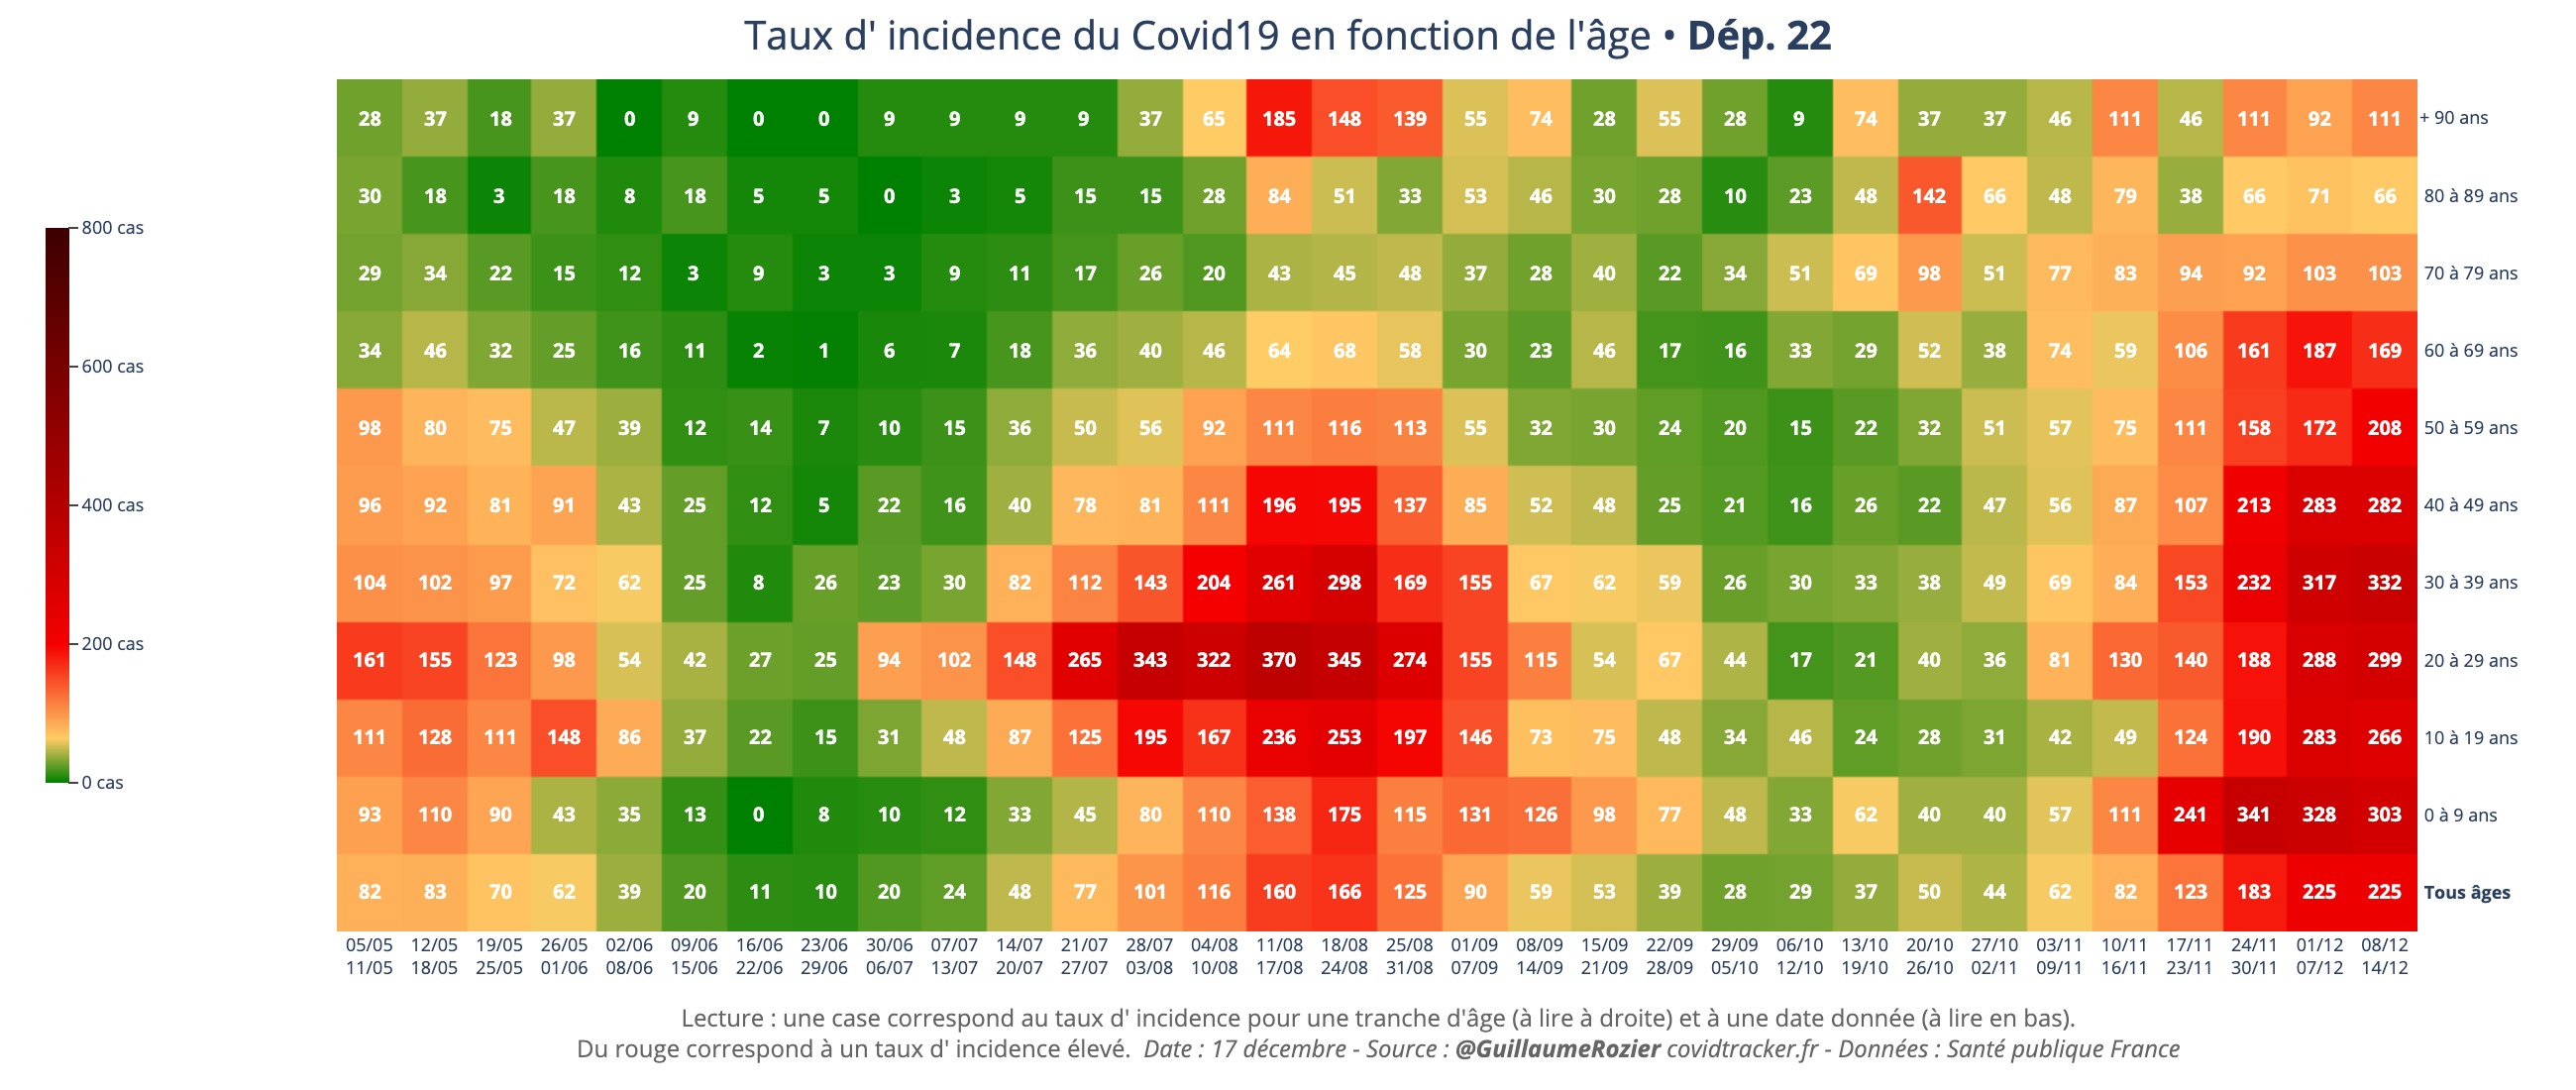 Taux d' incidence du Covid19 en fonction de l'âge • Dép. 22
800 cas
600 cas
400 cas
200 cas
0 cas
28 37 18 37 0 9 0 0 9 9 9 9 37 65 185 148 139 55 74 28 55 28 9 74 37 37 46 111 46 111 92 111 + 90 ans
30 18 3 18 8 18 5 5 0 3 5 15 15 28 84 51 33 53 46 30 28 10 23 48 142 66 48 79 38 66 71 66 80 à 89 ans
29 34 22 15 12 3 9 3 3 9 11 17 26 20 43 45 48 37 28 40 22 34 51 69 98 51 77 83 94 92 103 103 70 à 79 ans
34 46 32 25 16 11 2 1 6 7 18 36 40 46 64 68 58 30 23 46 17 16 33 29 52 38 74 59 106 161 187 169 60 à 69 ans
98 80 75 47 39 12 14 7 10 15 36 50 56 92 111 116 113 55 32 30 24 20 15 22 32 51 57 75 111 158 172 208 50 à 59 ans
96 92 81 91 43 25 12 5 22 16 40 78 81 111 196 195 137 85 52 48 25 21 16 26 22 47 56 87 107 213 283 282 40 à 49 ans
104 102 97 72 62 25 8 26 23 30 82 112 143 204 261 298 169 155 67 62 59 26 30 33 38 49 69 84 153 232 317 332 30 à 39 ans
161 155 123 98 54 42 27 25 94 102 148 265 343 322 370 345 274 155 115 54 67 44 17 21 40 36 81 130 140 188 288 299 20 à 29 ans
111 128 111 148 86 37 22 15 31 48 87 125 195 167 236 253 197 146 73 75 48 34 46 24 28 31 42 49 124 190 283 266 10 à 19 ans
93 110 90 43 35 13 0 8 10 12 33 45 80 110 138 175 115 131 126 98 77 48 33 62 40 40 57 111 241 341 328 303 0 à 9 ans
82 83 70 62 39 20 11 10 20 24 48 77 101 116 160 166 125 90 59 53 39 28 29 37 50 44 62 82 123 183 225 225 Tous âges
05/05 12/05 19/05 26/05 02/06 09/06 16/06 23/06 30/06 07/07 14/07 21/07 28/07 04/08 11/08 18/08 25/08 01/09 08/09 15/09 22/09 29/09 06/10 13/10 20/10 27/10 03/11 10/11 17/11 24/11 01/12 08/12
11/05 18/05 25/05 01/06 08/06 15/06 22/06 29/06 06/07 13/07 20/07 27/07 03/08 10/08 17/08 24/08 31/08 07/09 14/09 21/09 28/09 05/10 12/10 19/10 26/10 02/11 09/11 16/11 23/11 30/11 07/12 14/12
Lecture : une case correspond au taux d' incidence pour une tranche d'âge (à lire à droite) et à une date donnée (à lire en bas).
Du rouge correspond à un taux d' incidence élevé. Date : 17 décembre - Source : @GuillaumeRozier covidtracker.fr - Données : Santé publique France